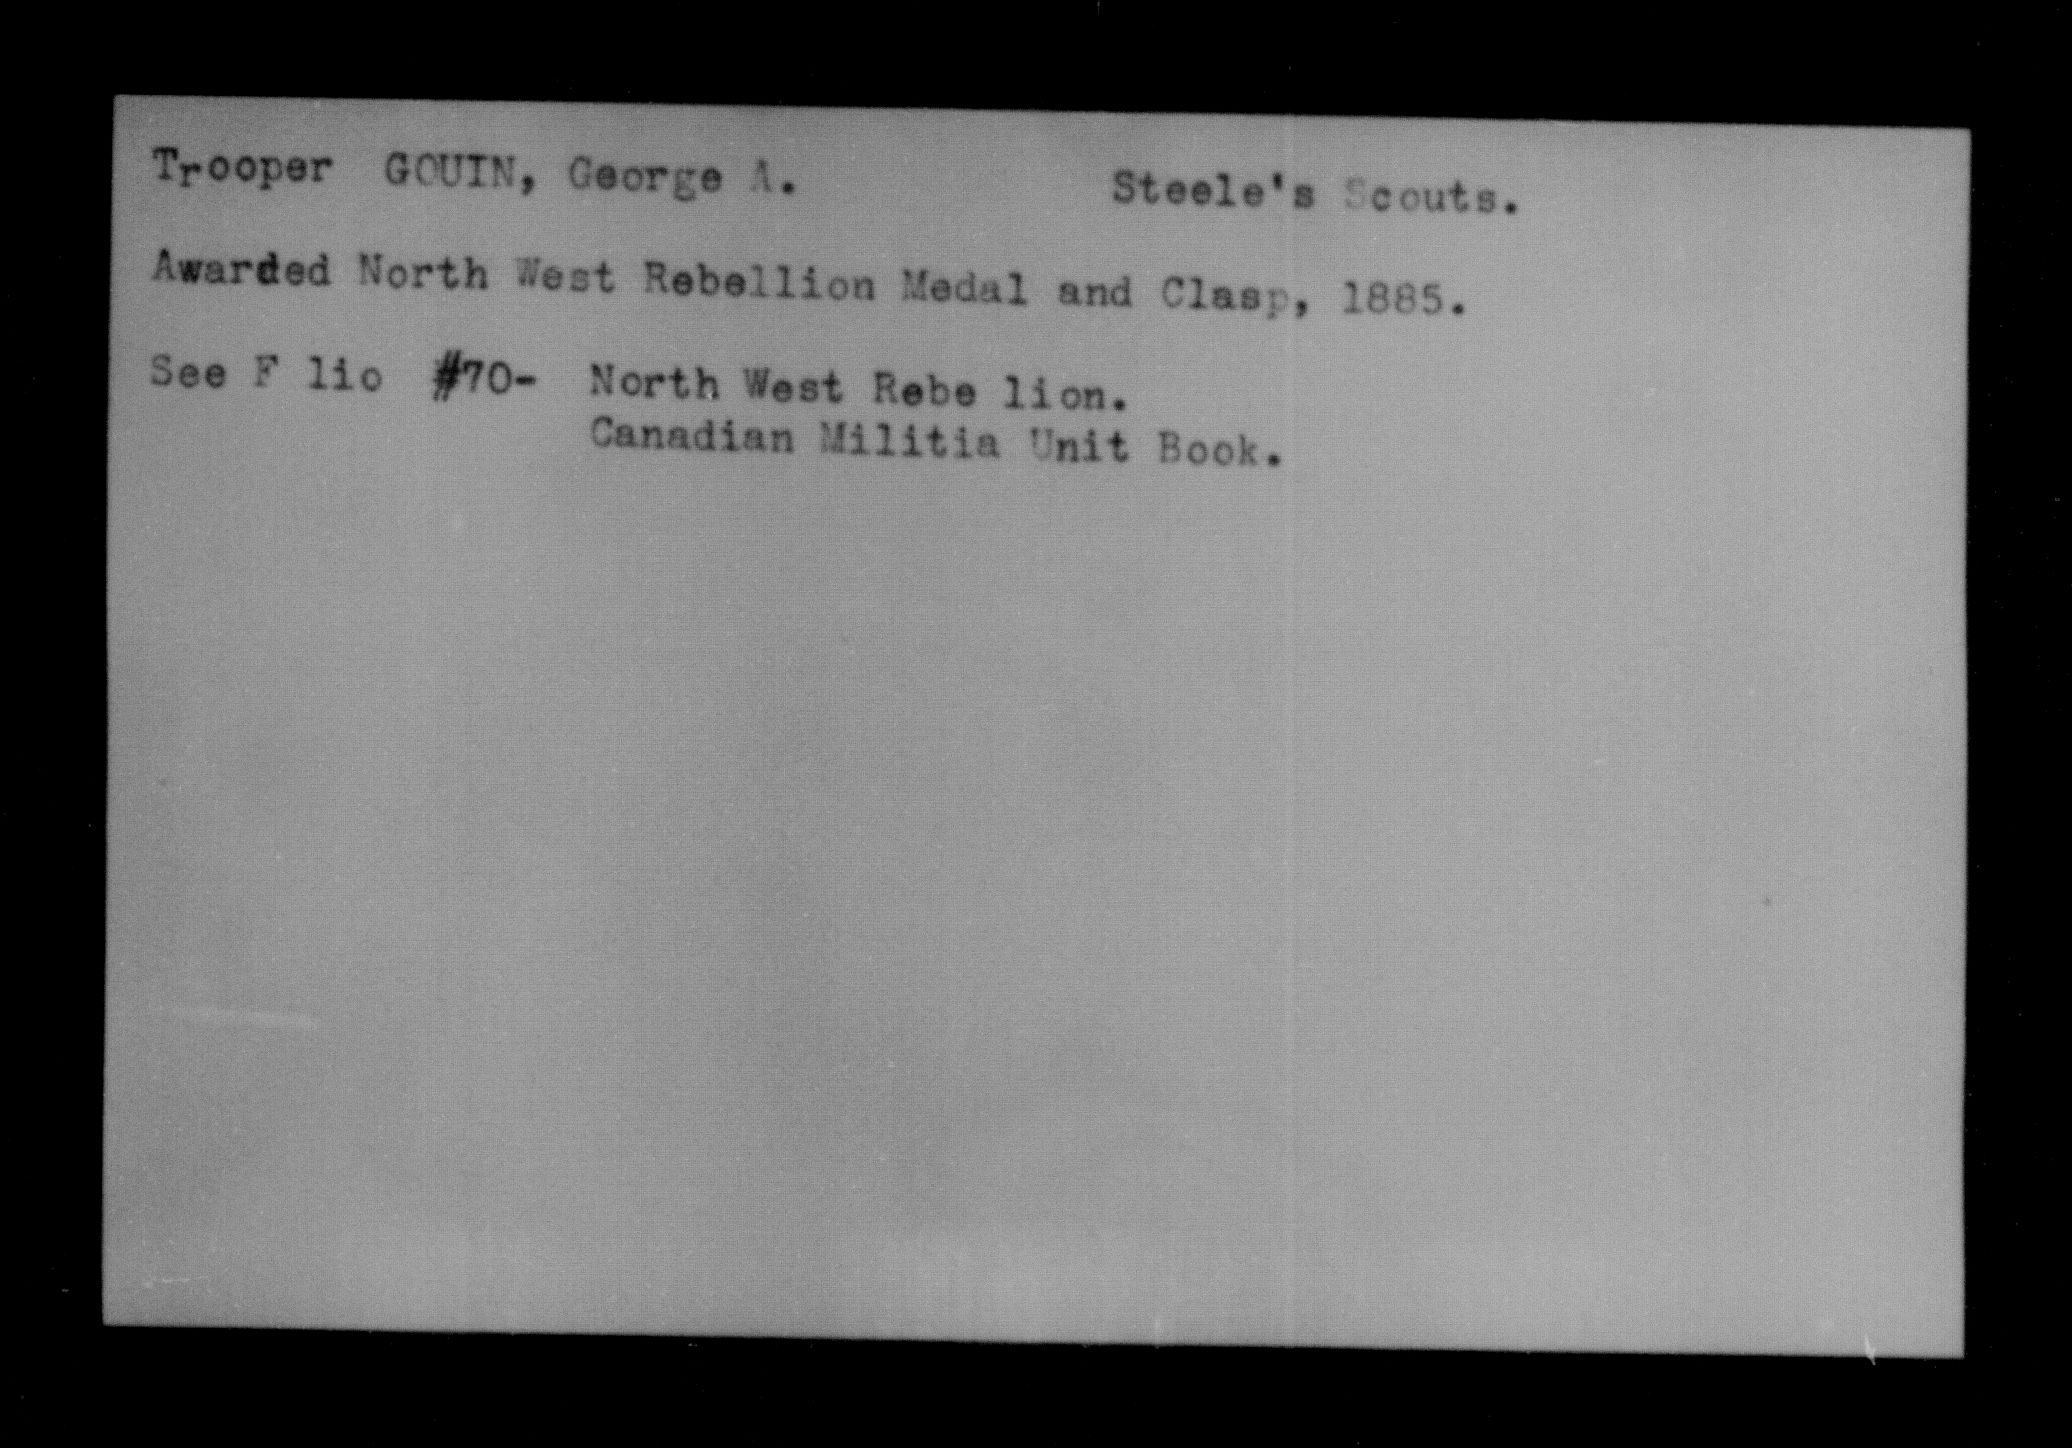 Trooper GOUIN, George A. Steele's Scouts.
Awarded North West Rebellion Medal and Clasp, 1885.
See F lio #70- North West Rebe lion.
Canadian Militia Unit Book.